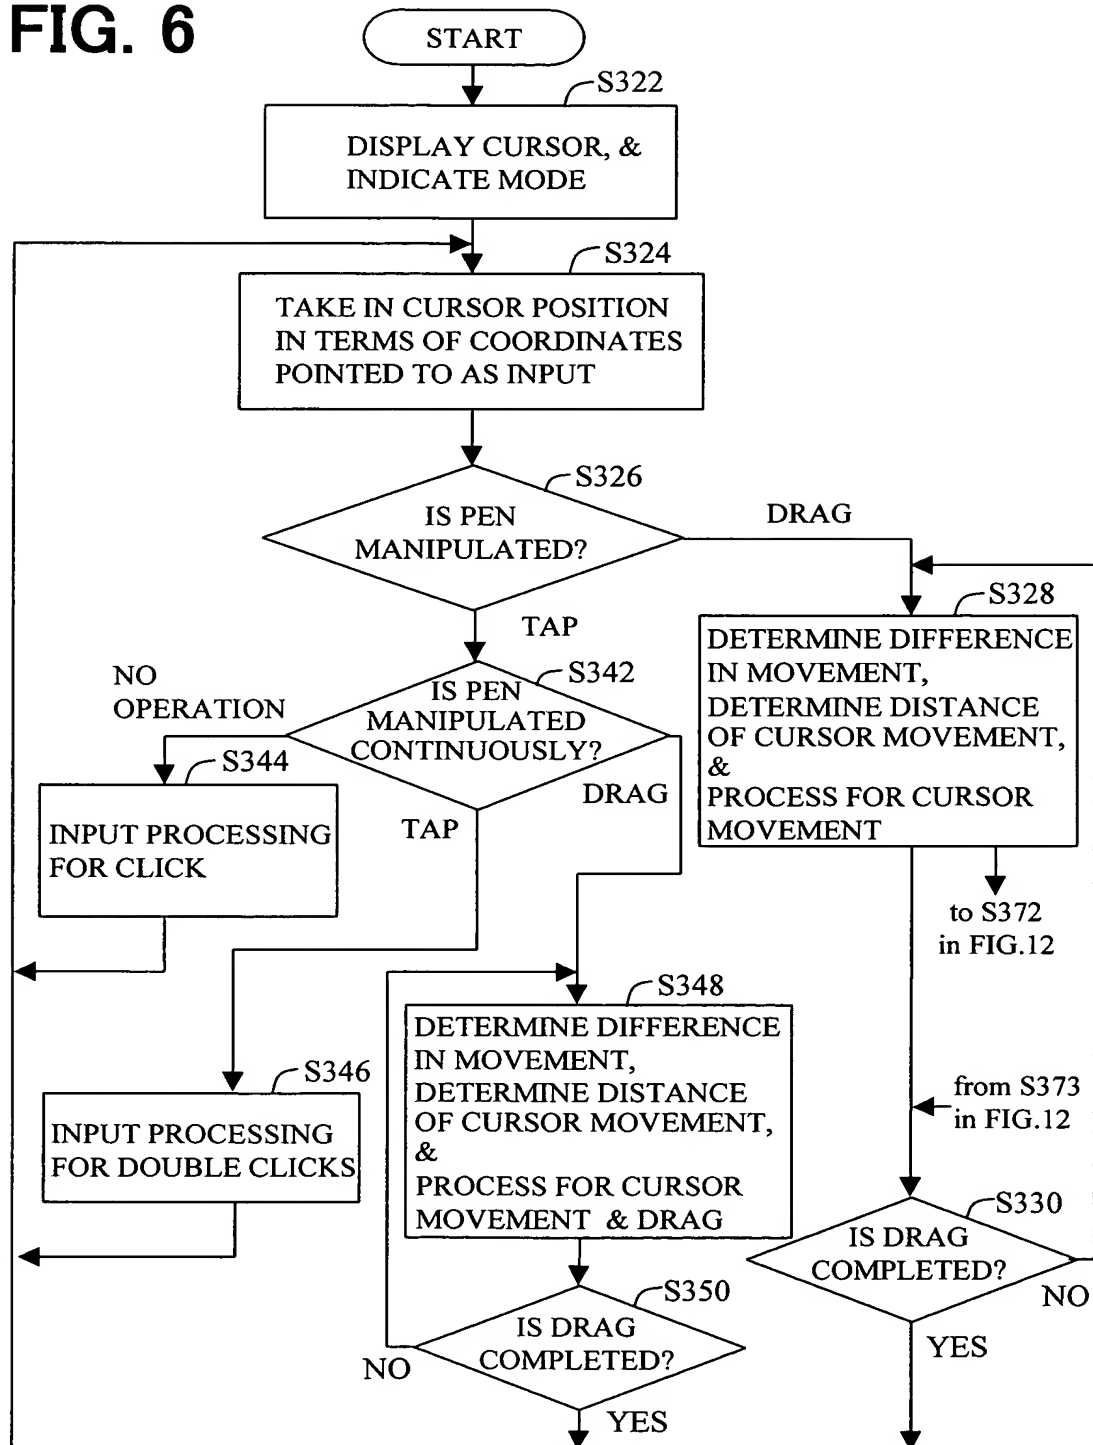 FIG. 6
START
S322
DISPLAY CURSOR, &
INDICATE MODE
S324
TAKE IN CURSOR POSITION
IN TERMS OF COORDINATES
POINTED TO AS INPUT
S326
IS PEN
MANIPULATED?
DRAG
TAP
S328
DETERMINE DIFFERENCE
IN MOVEMENT,
DETERMINE DISTANCE
OF CURSOR MOVEMENT,
&
PROCESS FOR CURSOR
MOVEMENT
to S372
in FIG.12
S342
IS PEN
MANIPULATED
CONTINUOUSLY?
NO
OPERATION
TAP
DRAG
S344
INPUT PROCESSING
FOR CLICK
S346
INPUT PROCESSING
FOR DOUBLE CLICKS
S348
DETERMINE DIFFERENCE
IN MOVEMENT,
DETERMINE DISTANCE
OF CURSOR MOVEMENT,
&
PROCESS FOR CURSOR
MOVEMENT & DRAG
from S373
in FIG.12
S330
IS DRAG
COMPLETED?
NO
YES
S350
IS DRAG
COMPLETED?
NO
YES